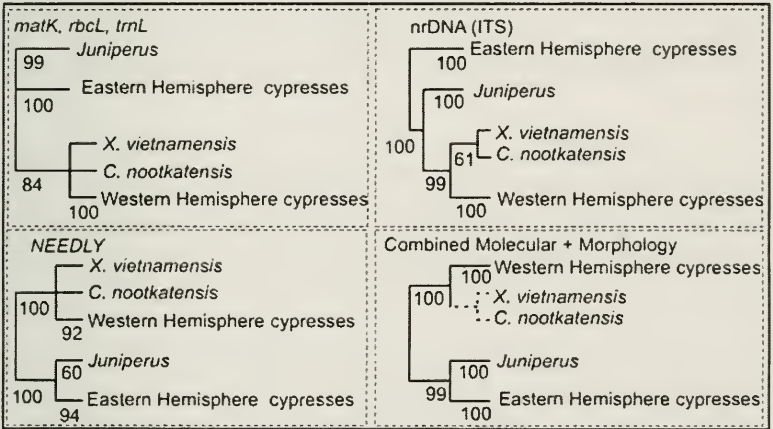 matK, rbcL, trnL
Juniperus
99
Eastern Hemisphere cypresses
100
X. vietnamensis
C. nootkatensis
84
Western Hemisphere cypresses
100
nrDNA (ITS)
Eastern Hemisphere cypresses
100
Juniperus
100
X. vietnamensis
100
61
C. nootkatensis
99
Western Hemisphere cypresses
100
NEEDLY
X. vietnamensis
C. nootkatensis
100
Western Hemisphere cypresses
92
Juniperus
60
100
Eastern Hemisphere cypresses
94
Combined Molecular + Morphology
Western Hemisphere cypresses
100
100
X. vietnamensis
C. nootkatensis
Juniperus
100
99
Eastern Hemisphere cypresses
100